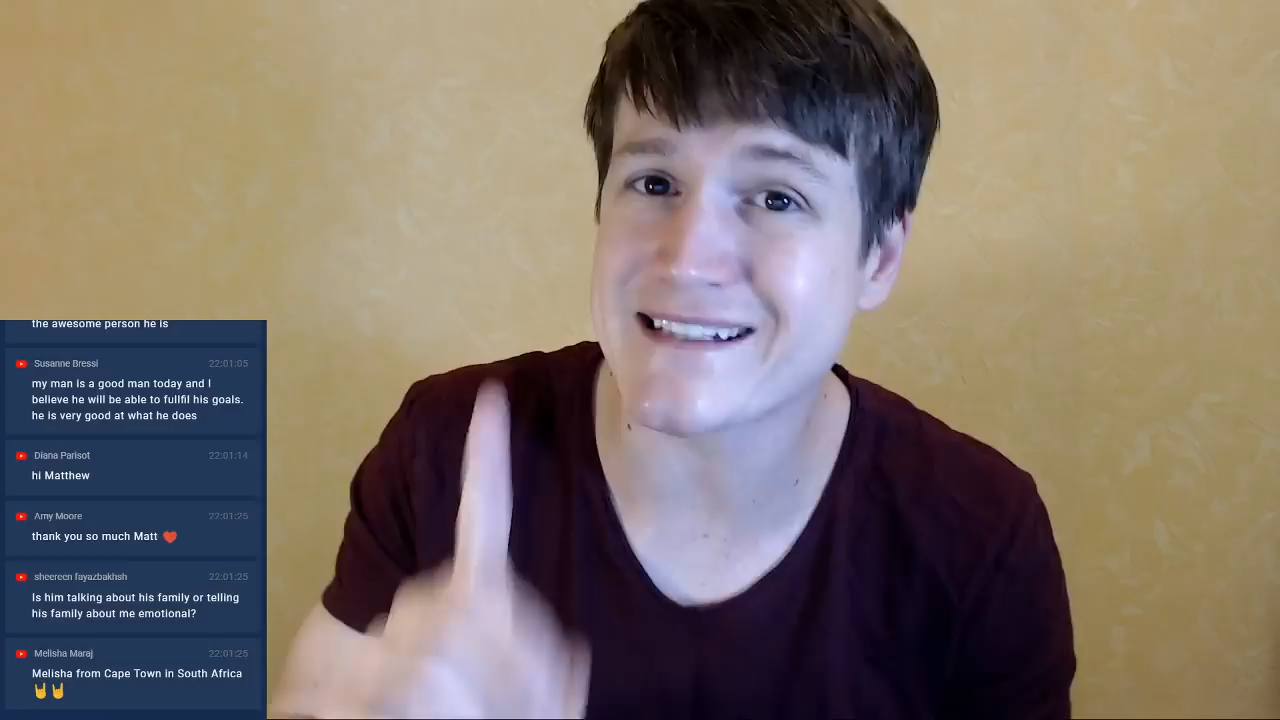 the awesome person he is
Susanne Bressi 22:01:05
my man is a good man today and I
believe he will be able to fullfil his goals.
he is very good at what he does
Diana Parisot 22:01:14
hi Matthew
Amy Moore 22:01:25
thank you so much Matt ❤️
sheereen fayazbakhsh 22:01:25
Is him talking about his family or telling
his family about me emotional?
Melisha Maraj 22:01:25
Melisha from Cape Town in South Africa
🤘🤘